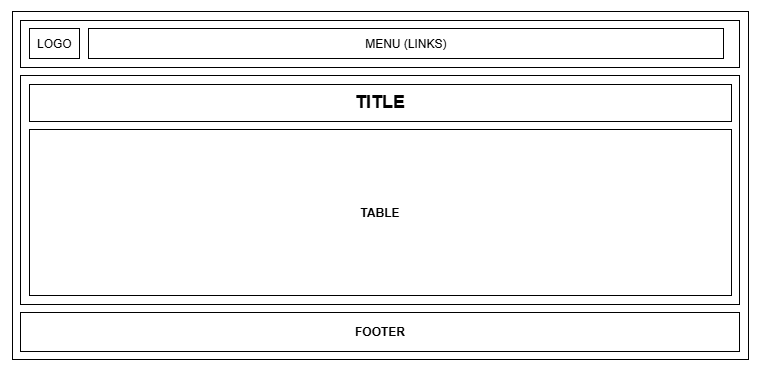 LOGO
MENU (LINKS)
TITLE
TABLE
FOOTER